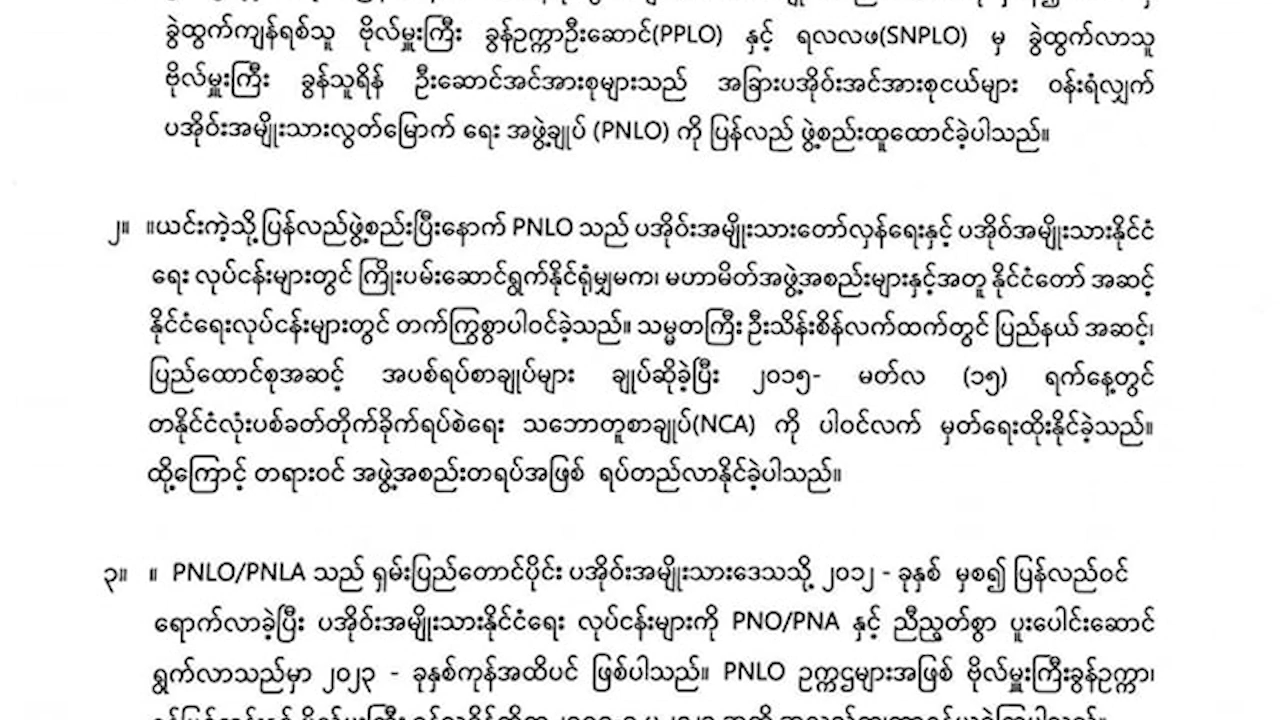 ခွဲထွက်ကျန်ရစ်သူ ဗိုလ်မှူးကြီး ခွန်ဥက္ကာဦးဆောင်(PPLO) နှင့် ရလလဖ(SNPLO) မှ ခွဲထွက်လာသူ
ဗိုလ်မှူးကြီး ခွန်သူရိန် ဦးဆောင်အင်အားစုများသည် အခြားပအိုဝ်းအင်အားစုငယ်များ ဝန်းရံလျှက်
ပအိုဝ်းအမျိုးသားလွတ်မြောက် ရေး အဖွဲ့ချုပ် (PNLO) ကို ပြန်လည် ဖွဲ့စည်းထူထောင်ခဲ့ပါသည်။
၂။ ။ယင်းကဲ့သို့ ပြန်လည်ဖွဲ့စည်းပြီးနောက် PNLO သည် ပအိုဝ်းအမျိုးသားတော်လှန်ရေးနှင့် ပအိုဝ်အမျိုးသားနိုင်ငံ
ရေး လုပ်ငန်းများတွင် ကြိုးပမ်းဆောင်ရွက်နိုင်ရုံမျှမက၊ မဟာမိတ်အဖွဲ့အစည်းများနှင့်အတူ နိုင်ငံတော် အဆင့်
နိုင်ငံရေးလုပ်ငန်းများတွင် တက်ကြွစွာပါဝင်ခဲ့သည်။ သမ္မတကြီး ဦးသိန်းစိန်လက်ထက်တွင် ပြည်နယ် အဆင့်၊
ပြည်ထောင်စုအဆင့် အပစ်ရပ်စာချုပ်များ ချုပ်ဆိုခဲ့ပြီး ၂၀၁၅- မတ်လ (၁၅) ရက်နေ့တွင်
တနိုင်ငံလုံးပစ်ခတ်တိုက်ခိုက်ရပ်စဲရေး သဘောတူစာချုပ်(NCA) ကို ပါဝင်လက် မှတ်ရေးထိုးနိုင်ခဲ့သည်။
ထို့ကြောင့် တရားဝင် အဖွဲ့အစည်းတရပ်အဖြစ် ရပ်တည်လာနိုင်ခဲ့ပါသည်။
၃။ ။ PNLO/PNLA သည် ရှမ်းပြည်တောင်ပိုင်း ပအိုဝ်းအမျိုးသားဒေသသို့ ၂၀၁၂ - ခုနှစ် မှစ၍ ပြန်လည်ဝင်
ရောက်လာခဲ့ပြီး ပအိုဝ်းအမျိုးသားနိုင်ငံရေး လုပ်ငန်းများကို PNO/PNA နှင့် ညီညွတ်စွာ ပူးပေါင်းဆောင်
ရွက်လာသည်မှာ ၂၀၂၃ - ခုနှစ်ကုန်အထိပင် ဖြစ်ပါသည်။ PNLO ဥက္ကဌများအဖြစ် ဗိုလ်မှူးကြီးခွန်ဥက္ကာ၊